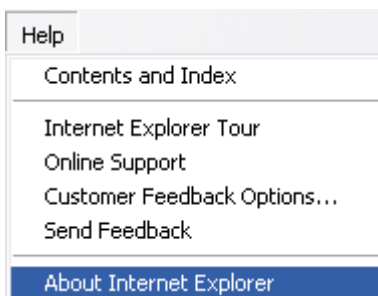 Help
Contents and Index
Internet Explorer Tour
Online Support
Customer Feedback Options...
Send Feedback
About Internet Explorer